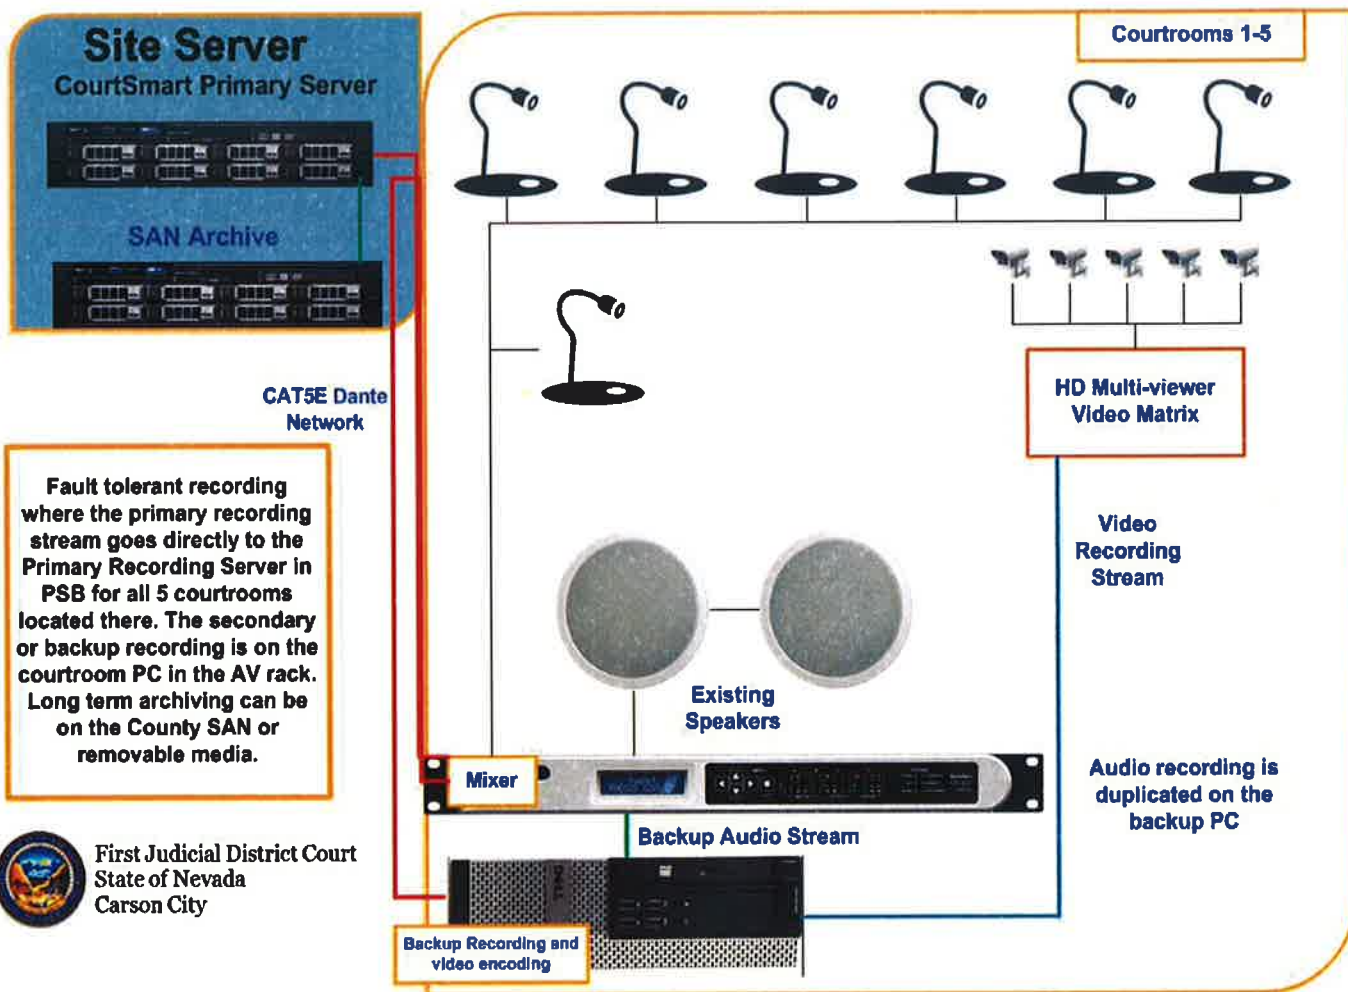 Site Server
CourtSmart Primary Server
SAN Archive
Courtrooms 1-5
CAT5E Dante
Network
HD Multi-viewer
Video Matrix
Fault tolerant recording
where the primary recording
stream goes directly to the
Primary Recording Server in
PSB for all 5 courtrooms
located there. The secondary
or backup recording is on the
courtroom PC in the AV rack.
Long term archiving can be
on the County SAN or
removable media.
Video
Recording
Stream
Existing
Speakers
Mixer
Audio recording is
duplicated on the
backup PC
Backup Audio Stream
First Judicial District Court
State of Nevada
Carson City
DELL
Backup Recording and
video encoding